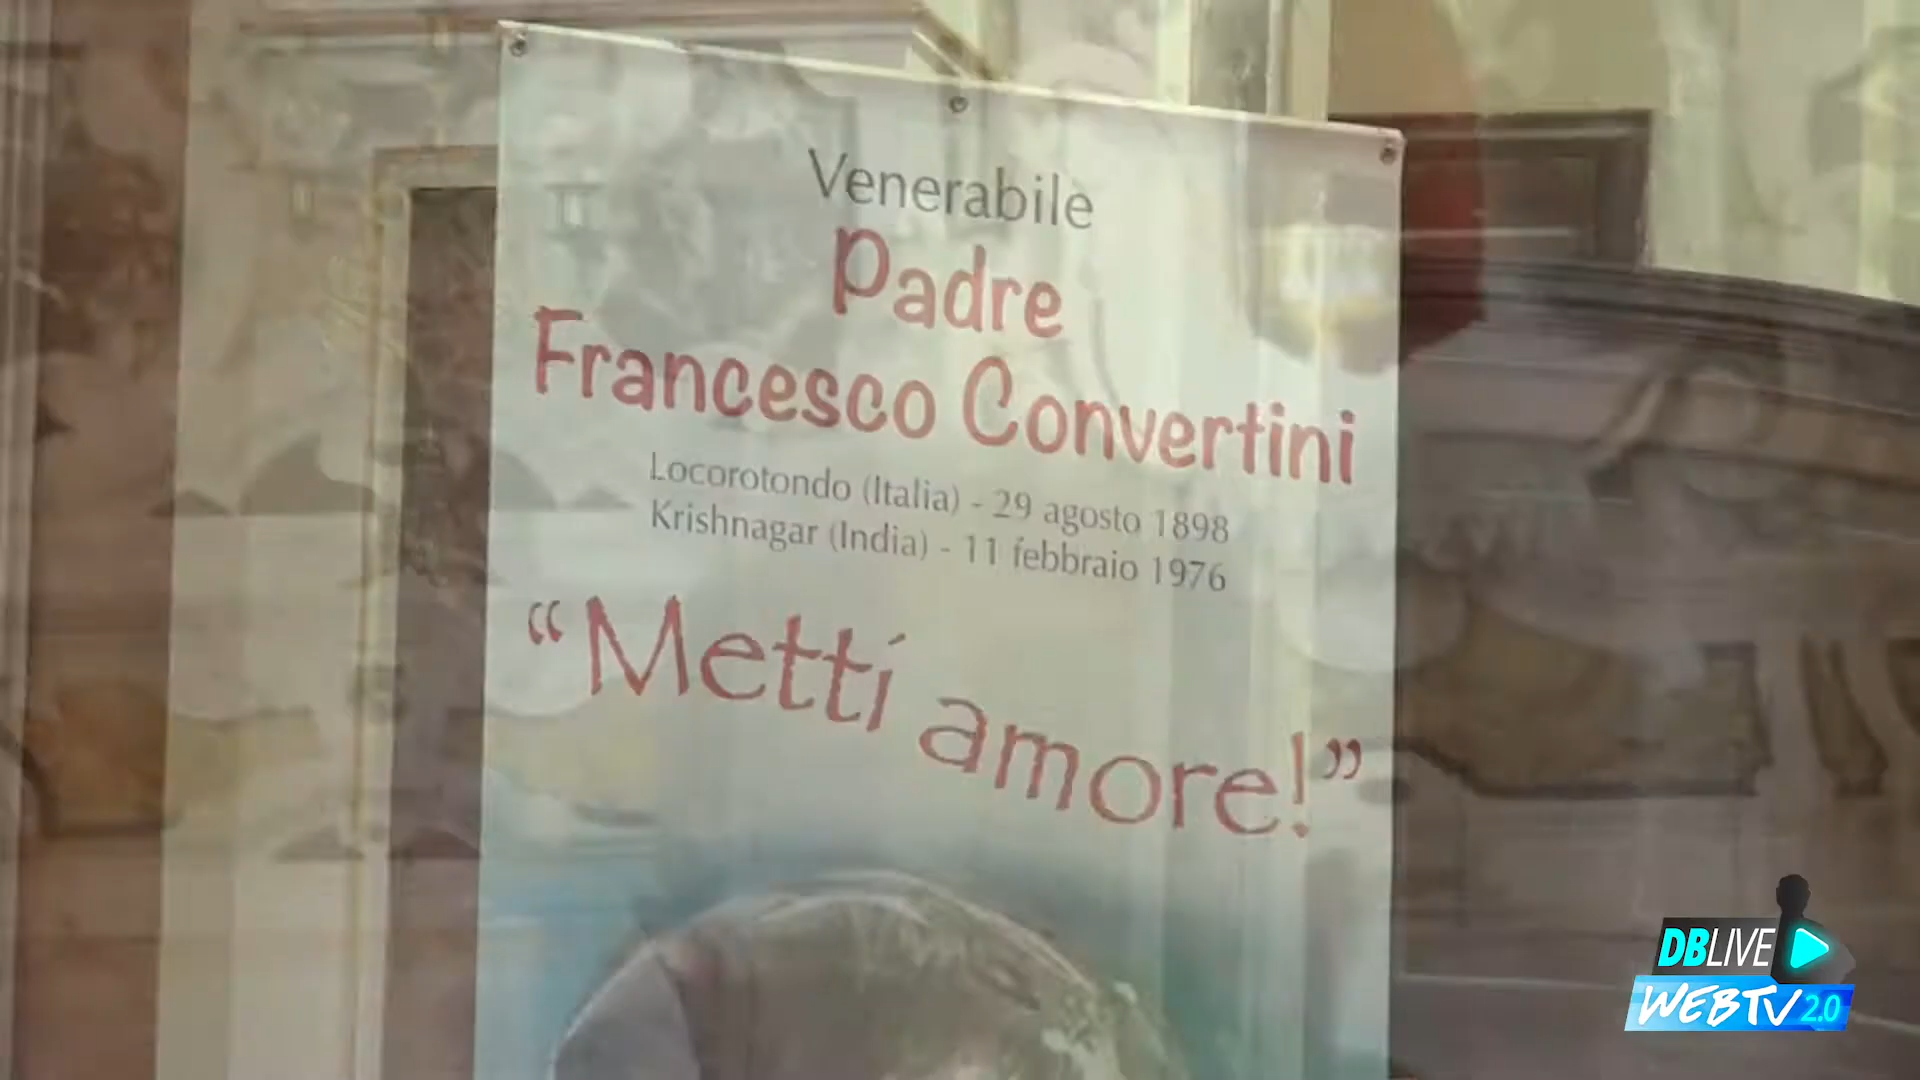 Venerabile
Padre
Francesco Convertini
Locorotondo (Italia) - 29 agosto 1898
Krishnagar (India) - 11 febbraio 1976
“Metti amore!”
DBLIVE
WEBTV 2.0